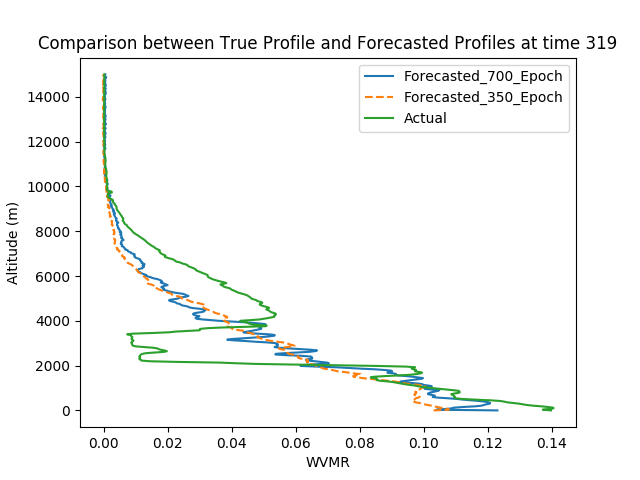 Comparison between True Profile and Forecasted Profiles at time 319
Forecasted_700_Epoch
Forecasted_350_Epoch
Actual
Altitude (m)
14000
12000
10000
8000
6000
4000
2000
0
0.00 0.02 0.04 0.06 0.08 0.10 0.12 0.14
WVMR